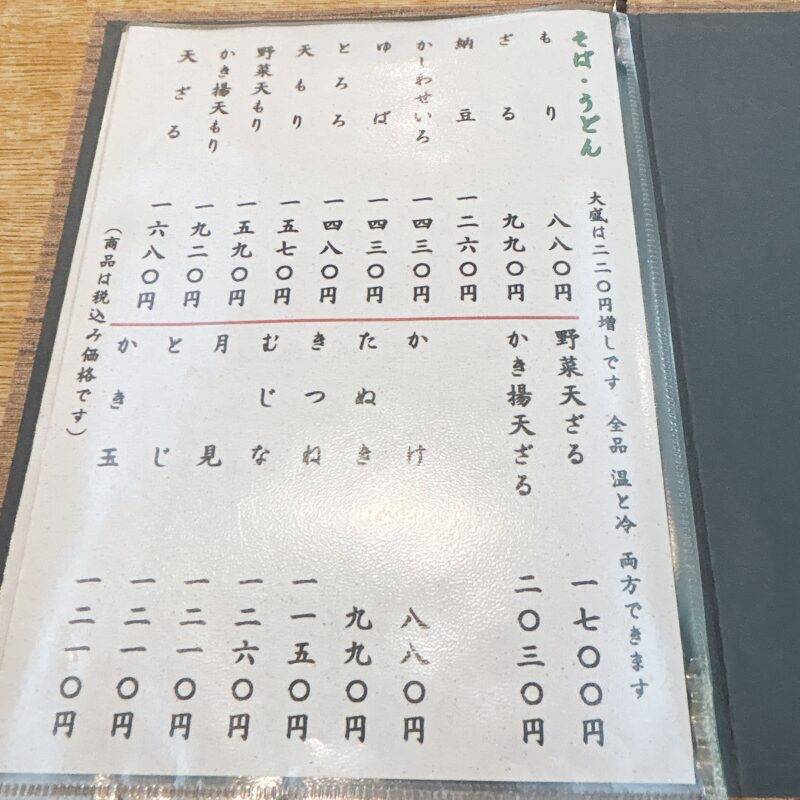 そば・うどん
大盛は二二〇円増しです 全品 温と冷 両方できます
もり 八八〇円
ざる 九九〇円
納豆 一二六〇円
かしわせいろ 一四三〇円
ゆば 一四三〇円
とろろ 一四八〇円
天もり 一五七〇円
野菜天もり 一五九〇円
かき揚天もり 一九二〇円
天ざる 一六八〇円
野菜天ざる 一七〇〇円
かき揚天ざる 二〇三〇円
かけ 八八〇円
たぬき 九九〇円
きつね 一一五〇円
むじな 一二六〇円
月見 一二一〇円
とじ 一二一〇円
かき玉 一二一〇円
(商品は税込み価格です)